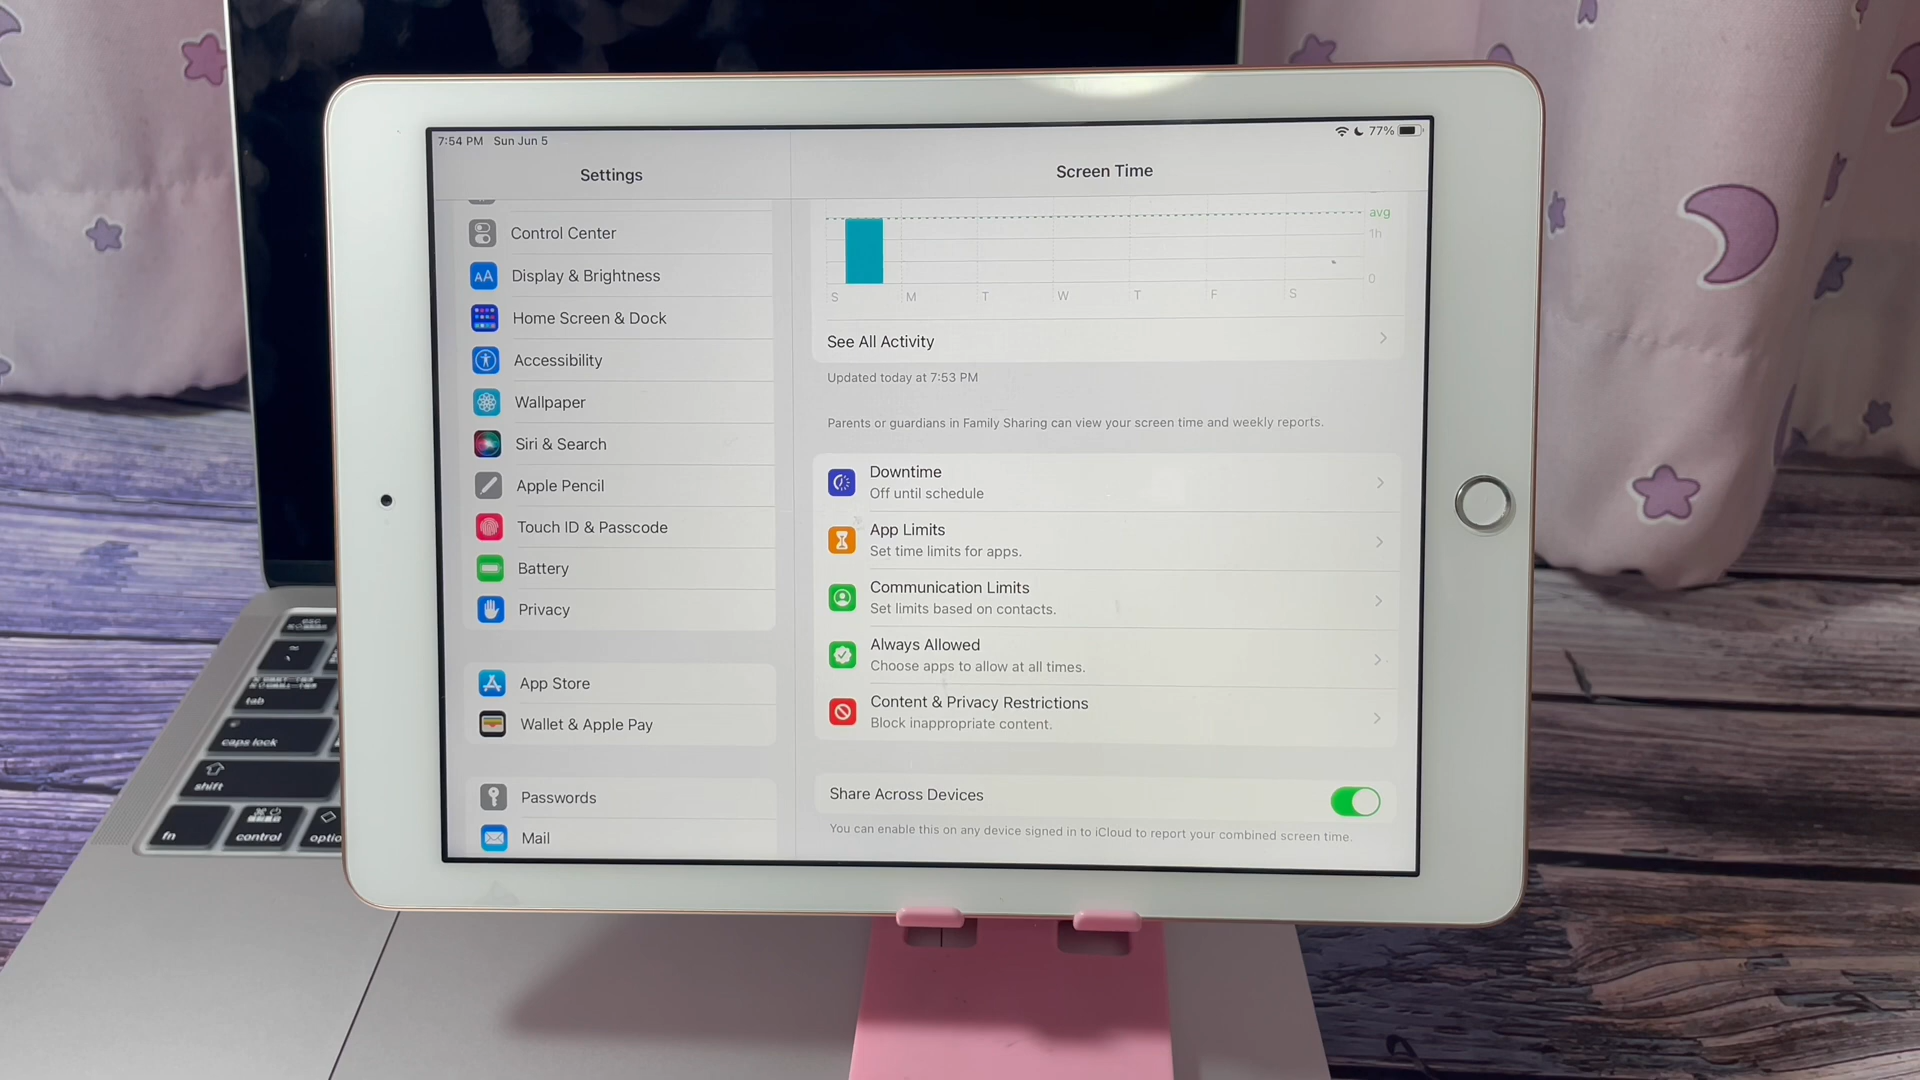 7:54 PM Sun Jun 5
77%
Settings
Control Center
Display & Brightness
Home Screen & Dock
Accessibility
Wallpaper
Siri & Search
Apple Pencil
Touch ID & Passcode
Battery
Privacy
App Store
Wallet & Apple Pay
Passwords
Mail
Screen Time
avg
1h
0
S M T W T F S
See All Activity
Updated today at 7:53 PM
Parents or guardians in Family Sharing can view your screen time and weekly reports.
Downtime
Off until schedule
App Limits
Set time limits for apps.
Communication Limits
Set limits based on contacts.
Always Allowed
Choose apps to allow at all times.
Content & Privacy Restrictions
Block inappropriate content.
Share Across Devices
You can enable this on any device signed in to iCloud to report your combined screen time.
tab
caps lock
shift
fn
control
optio